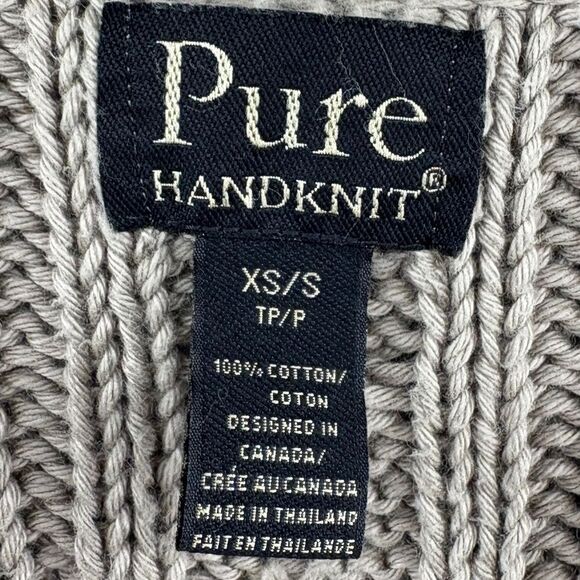 Pure
HANDKNIT®
XS/S
TP/P
100% COTTON/
COTON
DESIGNED IN
CANADA/
CRÉE AU CANADA
MADE IN THAILAND
FAIT EN THAILANDE